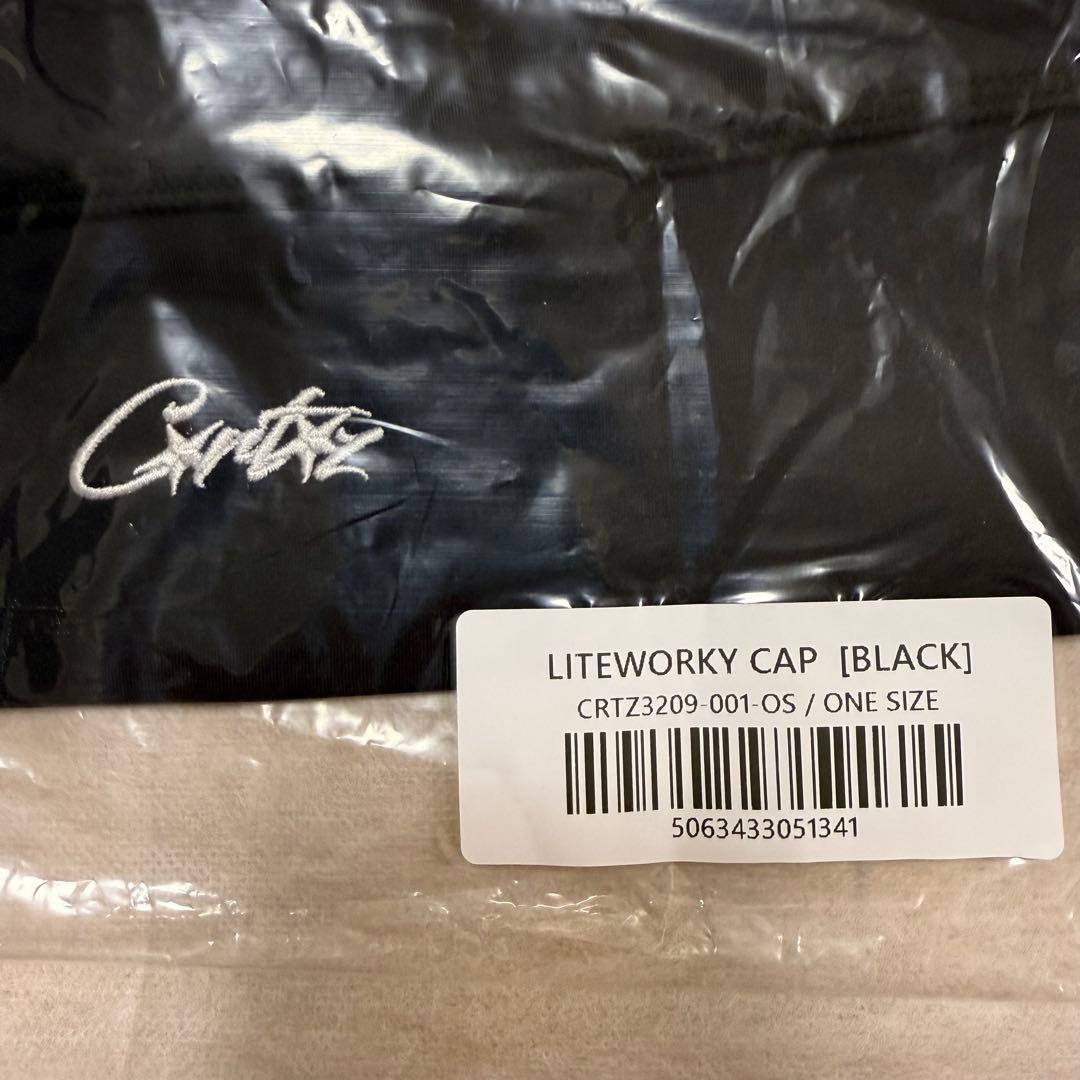 Crtz
LITEWORKY CAP [BLACK]
CRTZ3209-001-OS / ONE SIZE
5063433051341